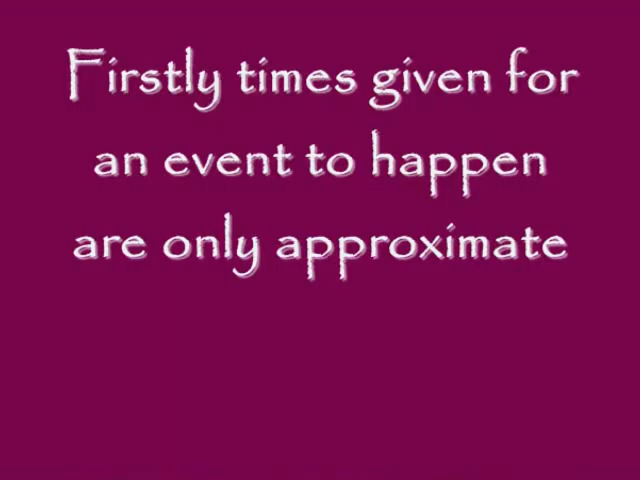 Firstly times given for
an event to happen
are only approximate